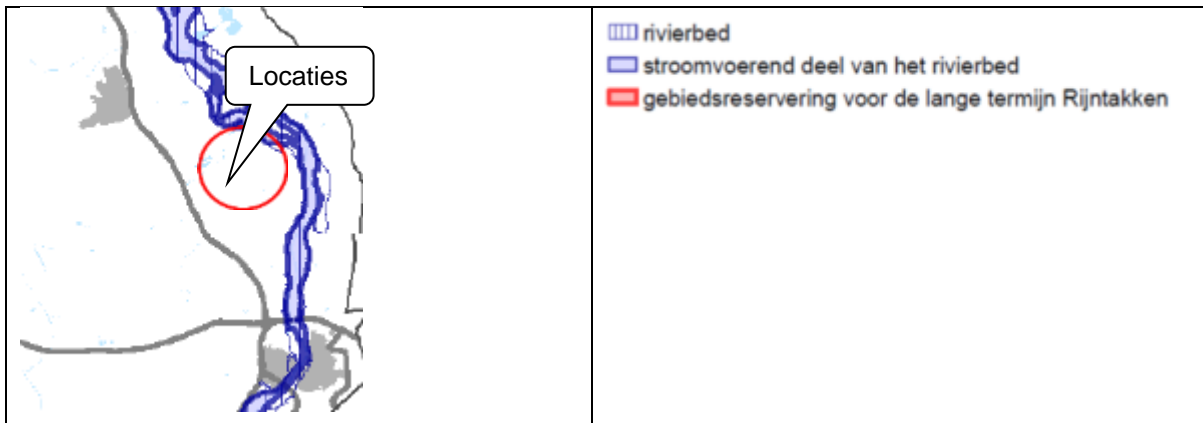 Locaties
rivierbed
stroomvoerend deel van het rivierbed
gebiedsreservering voor de lange termijn Rijntakken